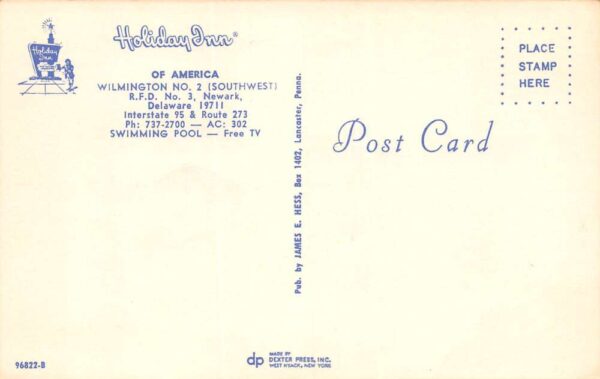 Holiday Inn
Holiday Inn®
OF AMERICA
WILMINGTON NO. 2 (SOUTHWEST)
R.F.D. No. 3, Newark,
Delaware 19711
Interstate 95 & Route 273
Ph: 737-2700 — AC: 302
SWIMMING POOL — Free TV
Pub. by JAMES E. HESS, Box 1402, Lancaster, Penna.
PLACE
STAMP
HERE
Post Card
96822-B
dp
MADE BY
DEXTER PRESS, INC.
WEST NYACK, NEW YORK